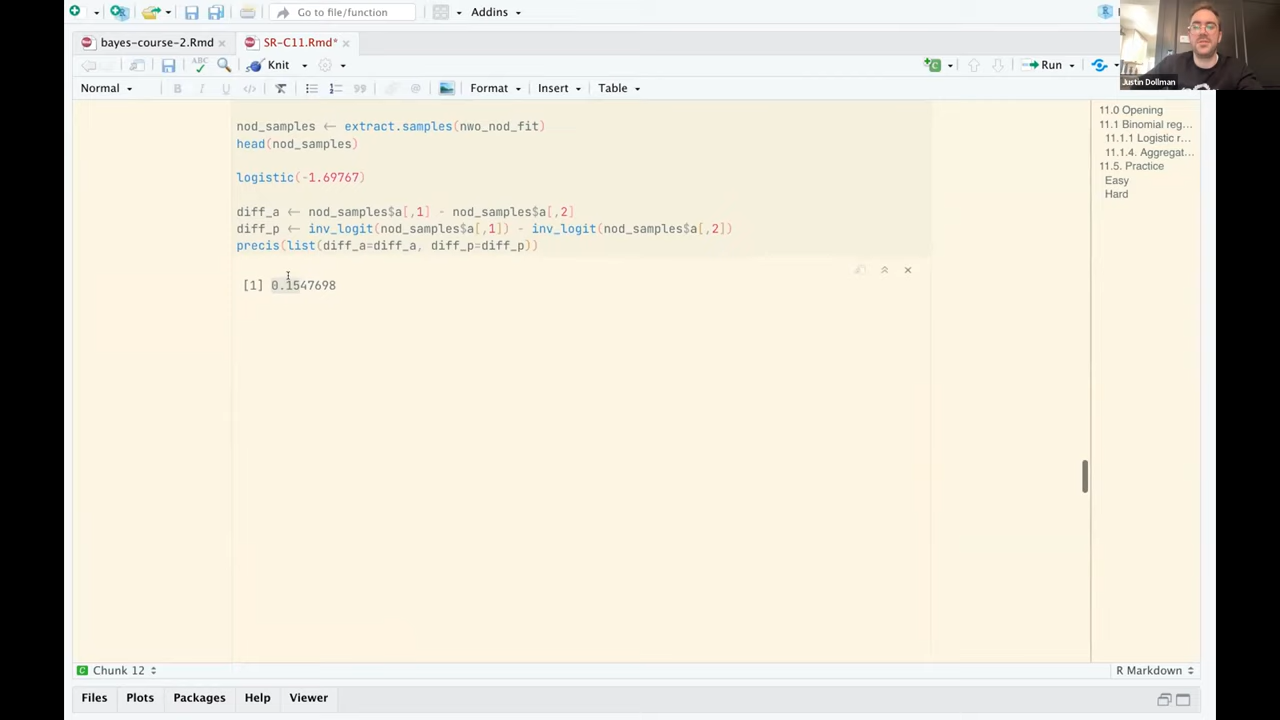 Go to file/function
Addins
bayes-course-2.Rmd
SR-C11.Rmd*
ABC
Knit
Run
Normal
B
I
U
Format
Insert
Table
nod_samples <- extract.samples(nwo_nod_fit)
head(nod_samples)
logistic(-1.69767)
diff_a <- nod_samples$a[,1] - nod_samples$a[,2]
diff_p <- inv_logit(nod_samples$a[,1]) - inv_logit(nod_samples$a[,2])
precis(list(diff_a=diff_a, diff_p=diff_p))
[1] 0.1547698
11.0 Opening
11.1 Binomial reg...
11.1.1 Logistic r...
11.1.4. Aggregat...
11.5. Practice
Easy
Hard
Justin Dollman
Chunk 12
R Markdown
Files
Plots
Packages
Help
Viewer